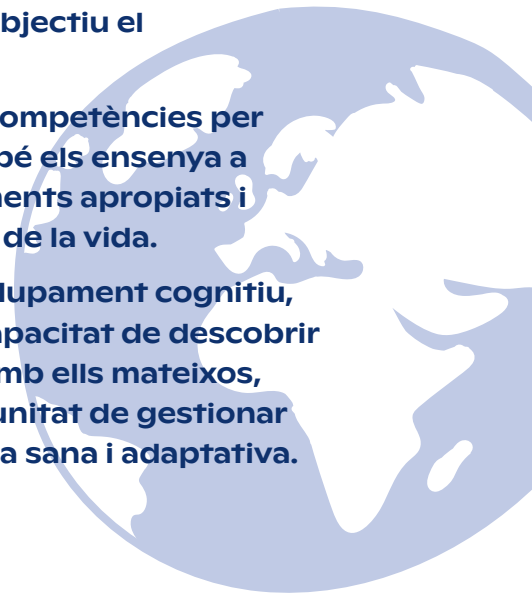 bjectiu el
ompetències per
bé els ensenya a
nents apropiats i
de la vida.
lupament cognitiu,
pacitat de descobrir
mb ells mateixos,
unitat de gestionar
a sana i adaptativa.